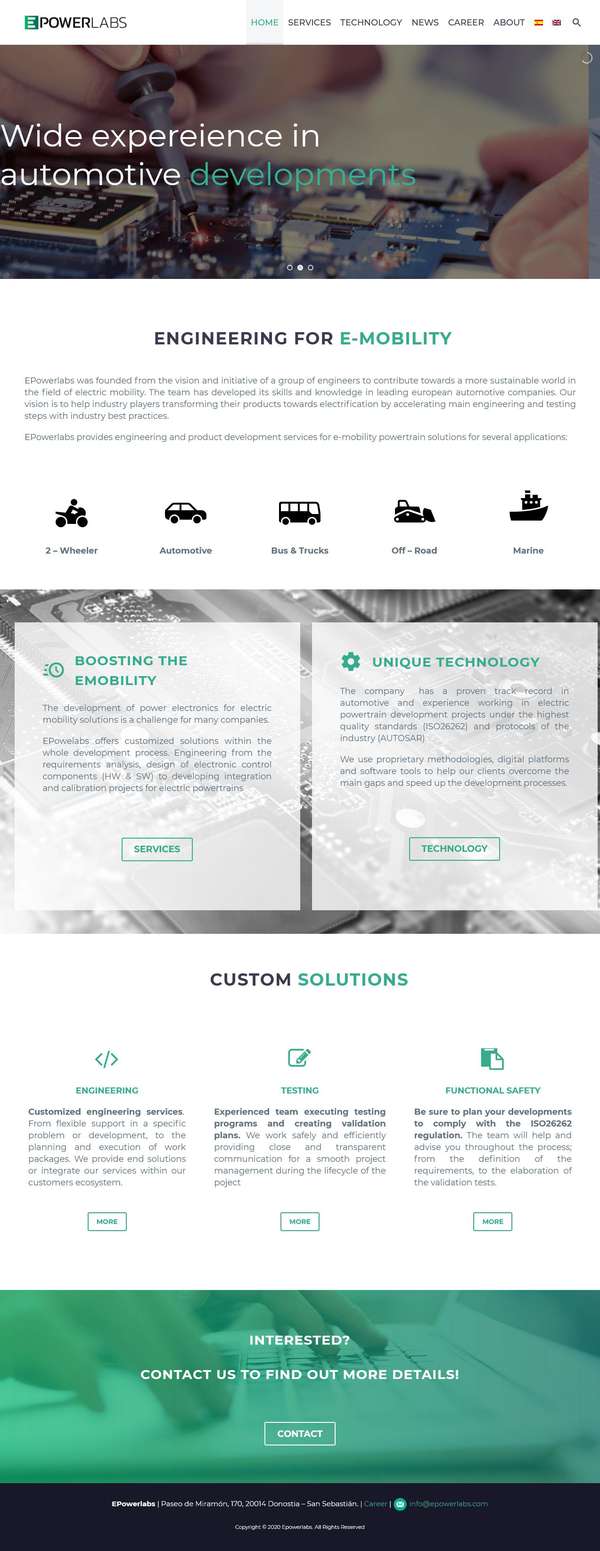 EPOWERLABS
HOME SERVICES TECHNOLOGY NEWS CAREER ABOUT
Wide expereience in
automotive developments
ENGINEERING FOR E-MOBILITY
EPowerlabs was founded from the vision and initiative of a group of engineers to contribute towards a more sustainable world in
the field of electric mobility. The team has developed its skills and knowledge in leading european automotive companies. Our
vision is to help industry players transforming their products towards electrification by accelerating main engineering and testing
steps with industry best practices.
EPowerlabs provides engineering and product development services for e-mobility powertrain solutions for several applications:
2 – Wheeler
Automotive
Bus & Trucks
Off – Road
Marine
BOOSTING THE
EMOBILITY
The development of power electronics for electric
mobility solutions is a challenge for many companies.
EPowelabs offers customized solutions within the
whole development process. Engineering from the
requirements analysis, design of electronic control
components (HW & SW) to developing integration
and calibration projects for electric powertrains
SERVICES
UNIQUE TECHNOLOGY
The company has a proven track record in
automotive and experience working in electric
powertrain development projects under the highest
quality standards (ISO26262) and protocols of the
industry (AUTOSAR)
We use proprietary methodologies, digital platforms
and software tools to help our clients overcome the
main gaps and speed up the development processes.
TECHNOLOGY
CUSTOM SOLUTIONS
ENGINEERING
Customized engineering services.
From flexible support in a specific
problem or development, to the
planning and execution of work
packages. We provide end solutions
or integrate our services within our
customers ecosystem.
MORE
TESTING
Experienced team executing testing
programs and creating validation
plans. We work safely and efficiently
providing close and transparent
communication for a smooth project
management during the lifecycle of the
poject
MORE
FUNCTIONAL SAFETY
Be sure to plan your developments
to comply with the ISO26262
regulation. The team will help and
advise you throughout the process;
from the definition of the
requirements, to the elaboration of
the validation tests.
MORE
INTERESTED?
CONTACT US TO FIND OUT MORE DETAILS!
CONTACT
EPowerlabs | Paseo de Miramón, 170, 20014 Donostia – San Sebastián. | Career | info@epowerlabs.com
Copyright © 2020 Epowerlabs. All Rights Reserved